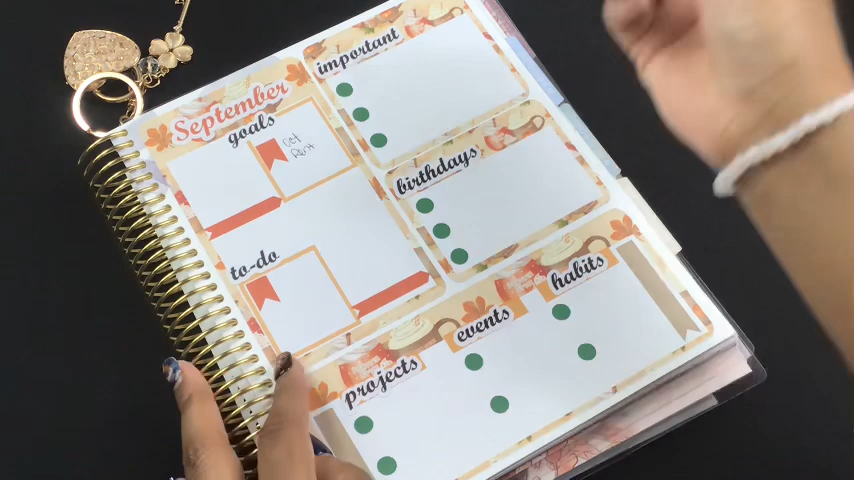 September
goals
important
birthdays
to-do
habits
events
projects